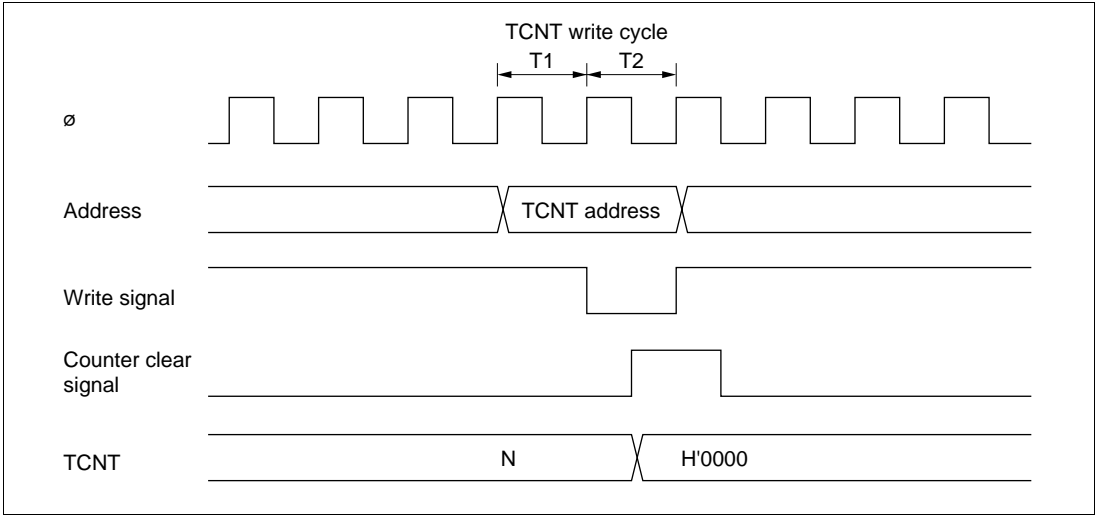 TCNT write cycle
T1 T2
ø
Address TCNT address
Write signal
Counter clear
signal
TCNT N H'0000